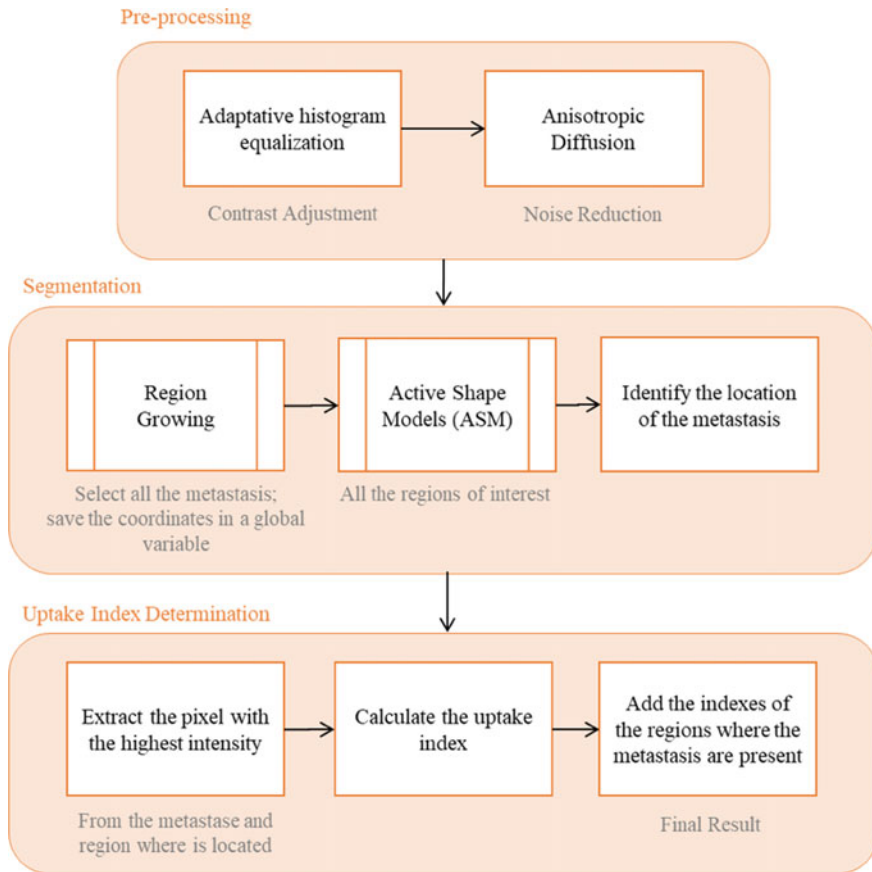 Pre-processing
Adaptative histogram
equalization
Anisotropic
Diffusion
Contrast Adjustment
Noise Reduction
Segmentation
Region
Growing
Active Shape
Models (ASM)
Identify the location
of the metastasis
Select all the metastasis;
save the coordinates in a global
variable
All the regions of interest
Uptake Index Determination
Extract the pixel with
the highest intensity
Calculate the uptake
index
Add the indexes of
the regions where the
metastasis are present
From the metastase and
region where is located
Final Result